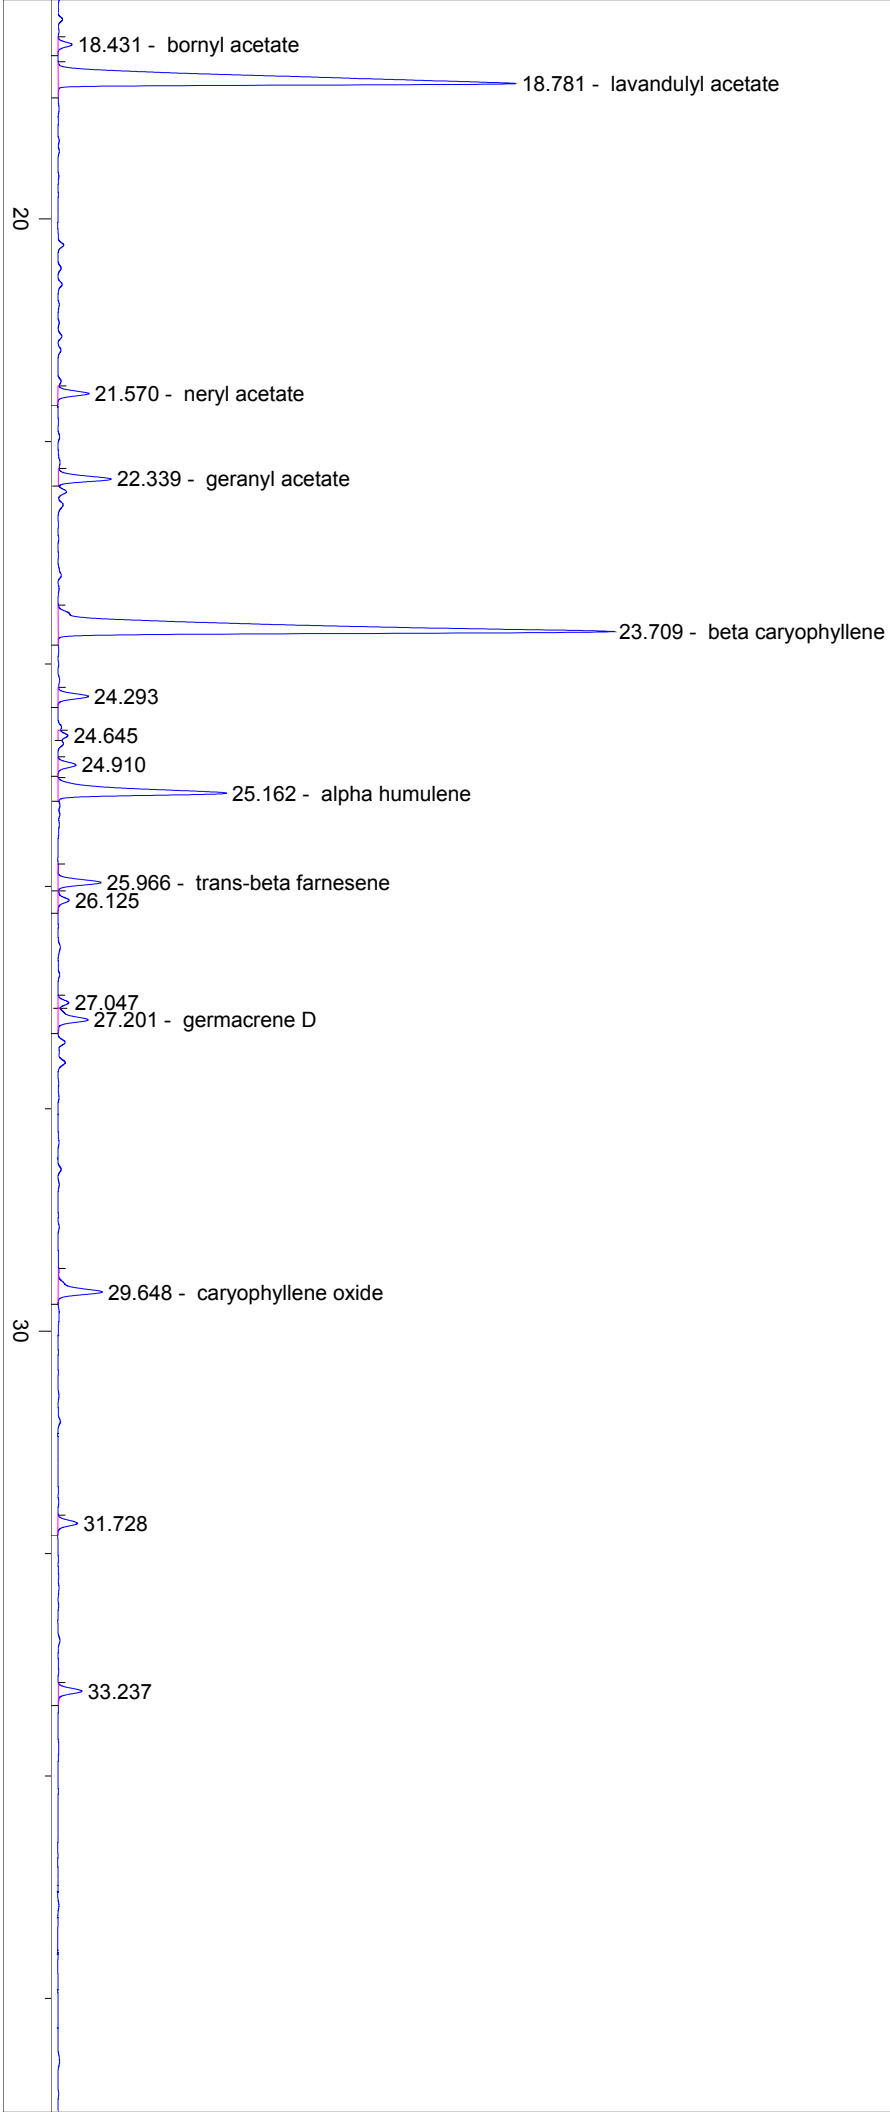 18.431 - bornyl acetate
18.781 - lavandulyl acetate
20
21.570 - neryl acetate
22.339 - geranyl acetate
23.709 - beta caryophyllene
24.293
24.645
24.910
25.162 - alpha humulene
25.966 - trans-beta farnesene
26.125
27.047
27.201 - germacrene D
29.648 - caryophyllene oxide
30
31.728
33.237